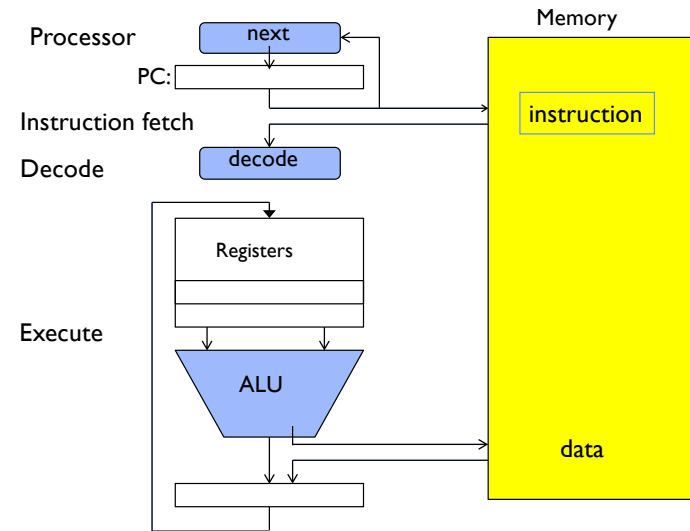 Memory
Processor
next
PC:
instruction
Instruction fetch
decode
Decode
Registers
Execute
ALU
data